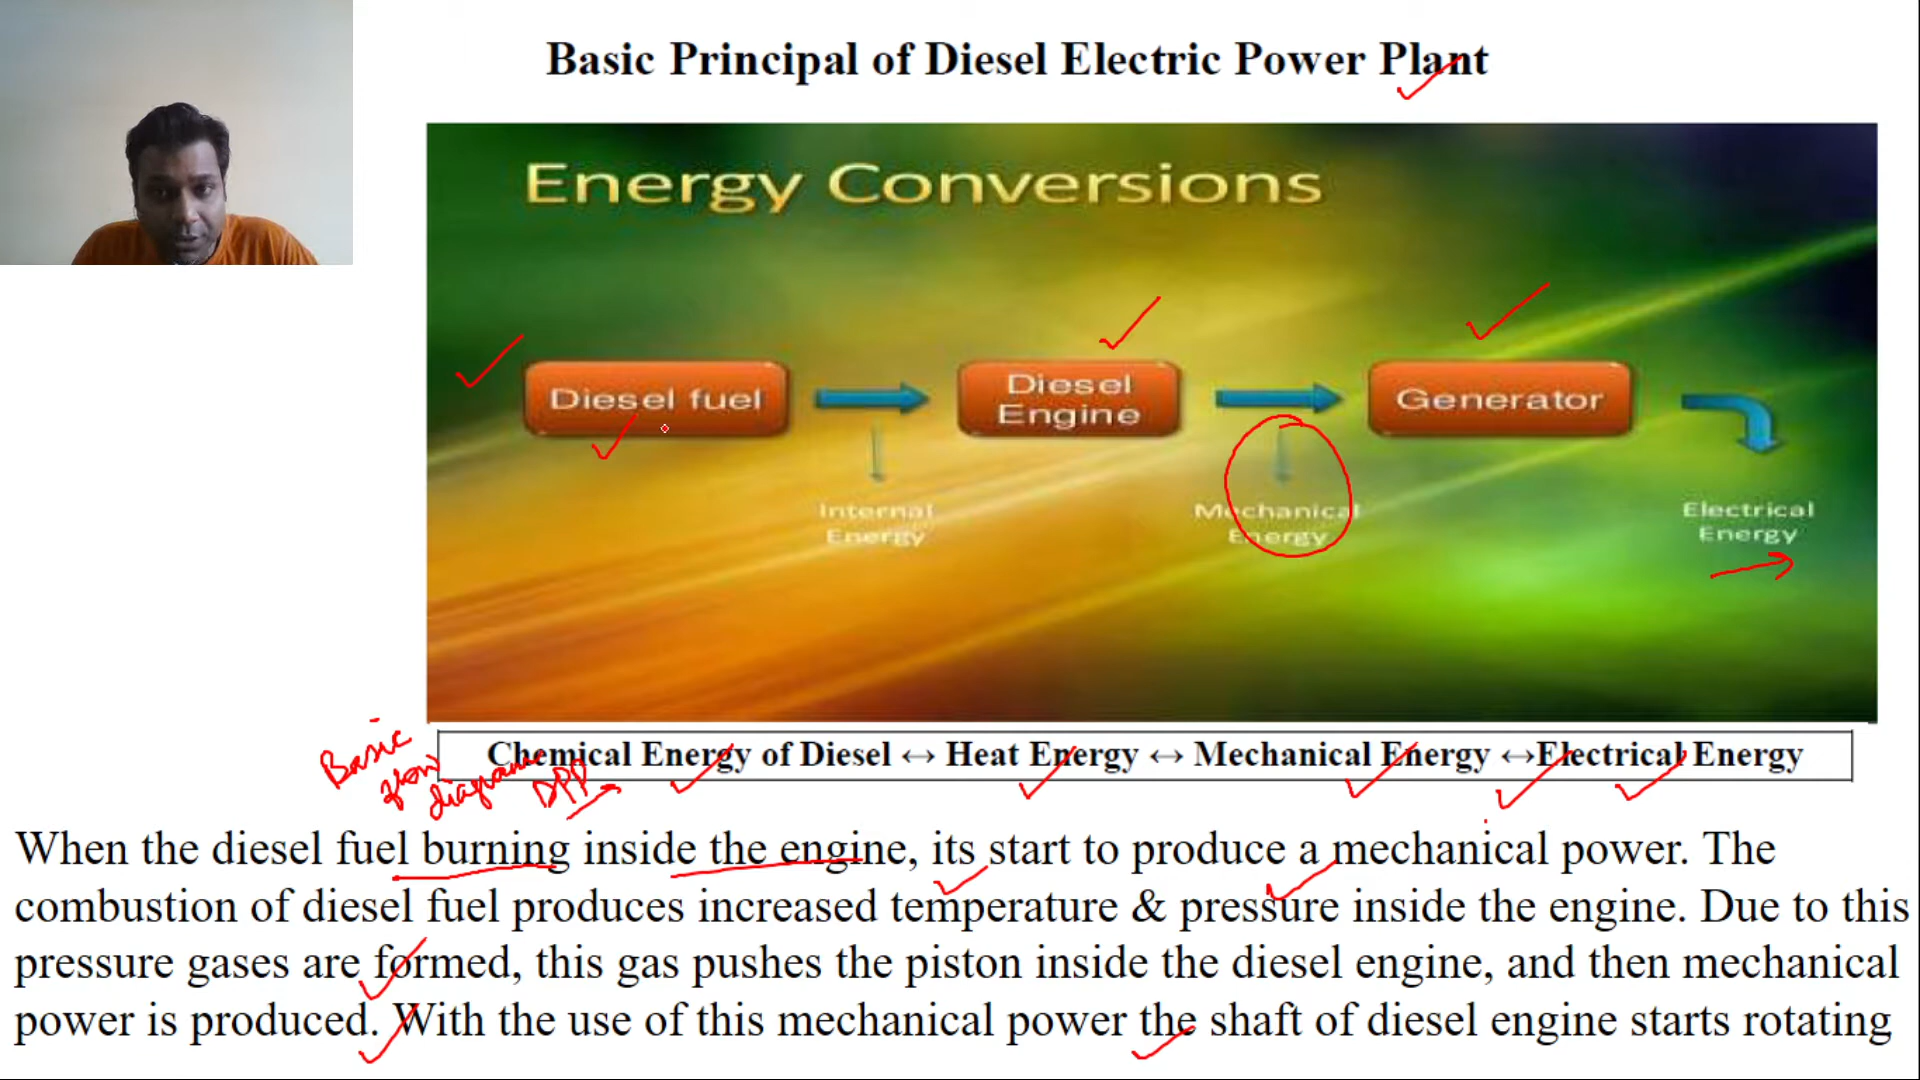 Basic Principal of Diesel Electric Power Plant
Energy Conversions
Diesel fuel
Diesel
Engine
Generator
Internal
Energy
Mechanical
Energy
Electrical
Energy
Basic
flow
diagrame
DPP
Chemical Energy of Diesel ↔ Heat Energy ↔ Mechanical Energy ↔Electrical Energy
When the diesel fuel burning inside the engine, its start to produce a mechanical power. The
combustion of diesel fuel produces increased temperature & pressure inside the engine. Due to this
pressure gases are formed, this gas pushes the piston inside the diesel engine, and then mechanical
power is produced. With the use of this mechanical power the shaft of diesel engine starts rotating